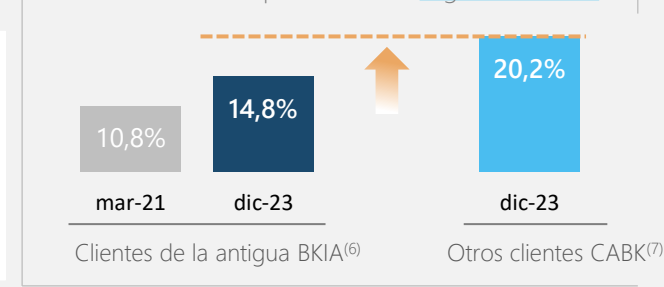 20,2%
14,8%
10,8%
mar-21 dic-23 dic-23
Clientes de la antigua BKIA(6) Otros clientes CABK(7)